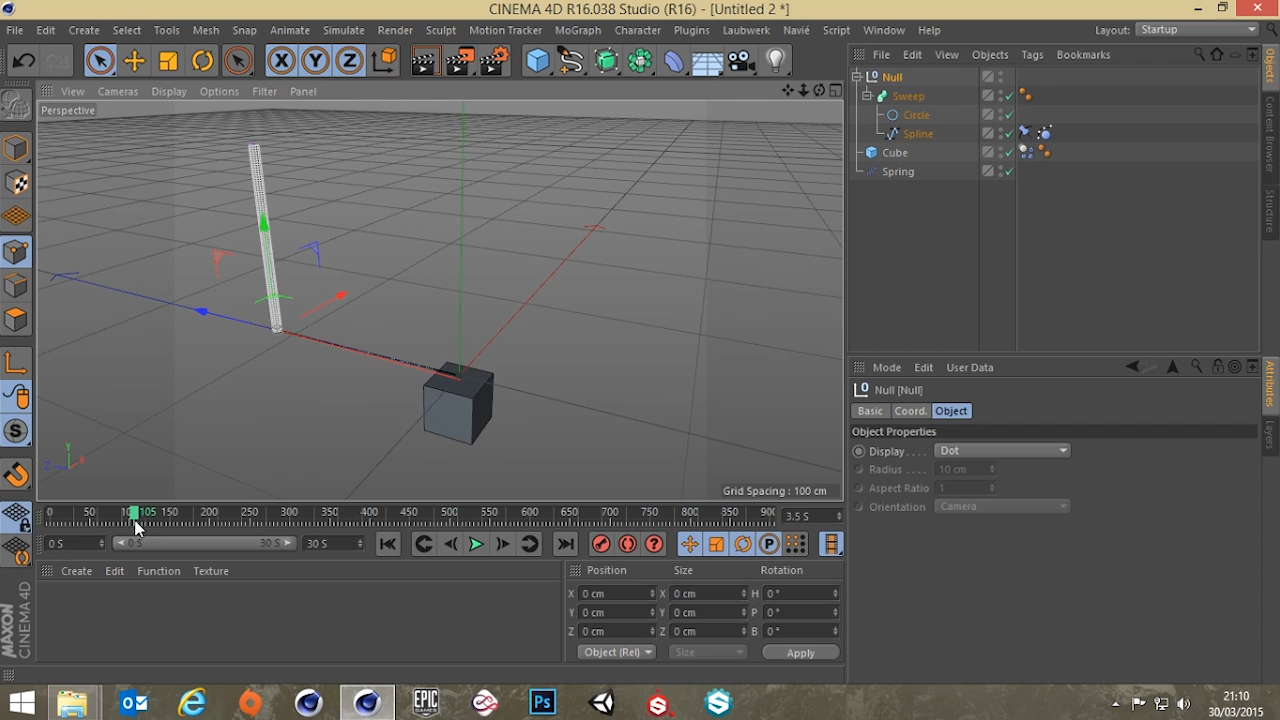 CINEMA 4D R16.038 Studio (R16) - [Untitled 2 *]
File Edit Create Select Tools Mesh Snap Animate Simulate Render Sculpt Motion Tracker MoGraph Character Plugins Laubwerk Navié Script Window Help Layout: Startup
File Edit View Objects Tags Bookmarks
X Y Z
View Cameras Display Options Filter Panel
Perspective
Null
Sweep
Circle
Spline
Cube
Spring
Objects
Content Browser
Structure
Mode Edit User Data
Null [Null]
Basic Coord. Object
Object Properties
Display . . . . Dot
Radius . . . . 10 cm
Aspect Ratio 1
Orientation Camera
Attributes
Layers
Y
Z X
Grid Spacing : 100 cm
0 50 10 105 150 200 250 300 350 400 450 500 550 600 650 700 750 800 850 900 3.5 S
0 S 0 S 30 S 30 S
P
S
Create Edit Function Texture
Position Size Rotation
X 0 cm X 0 cm H 0 °
Y 0 cm Y 0 cm P 0 °
Z 0 cm Z 0 cm B 0 °
Object (Rel) Size Apply
MAXON
CINEMA 4D
EPIC GAMES
Ps
21:10
30/03/2015